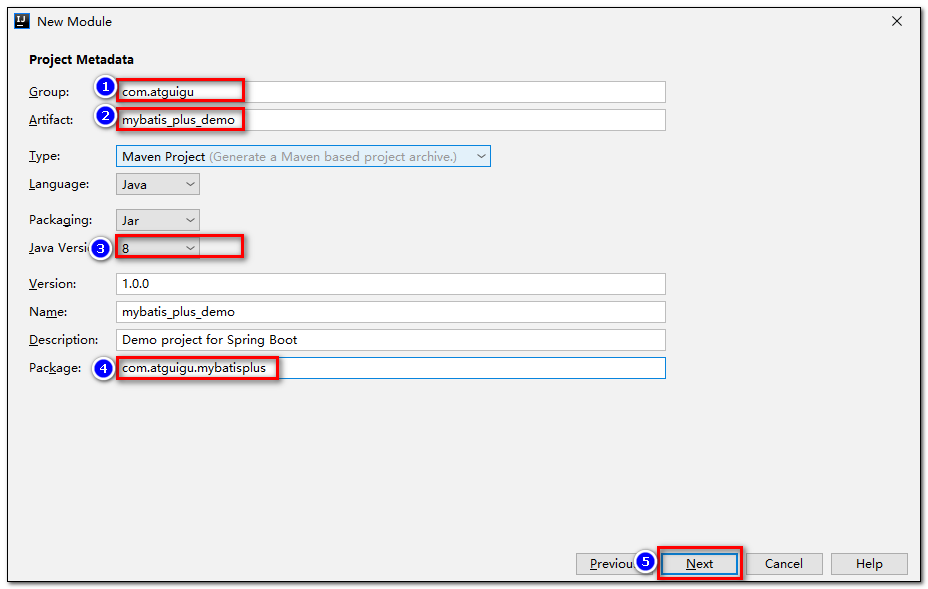 New Module
Project Metadata
Group: 1 com.atguigu
Artifact: 2 mybatis_plus_demo
Type: Maven Project (Generate a Maven based project archive.)
Language: Java
Packaging: Jar
Java Versi 3 8
Version: 1.0.0
Name: mybatis_plus_demo
Description: Demo project for Spring Boot
Package: 4 com.atguigu.mybatisplus
Previou 5 Next Cancel Help